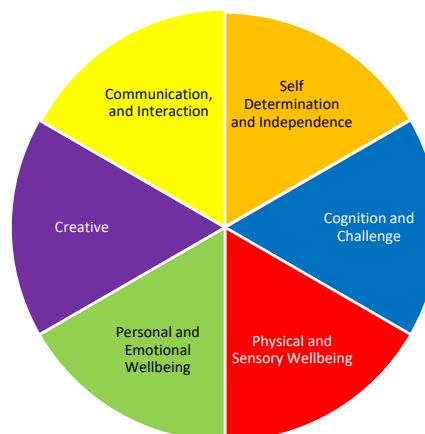 Communication,
and Interaction
Self
Determination
and Independence
Creative
Cognition and
Challenge
Personal and
Emotional
Wellbeing
Physical and
Sensory Wellbeing